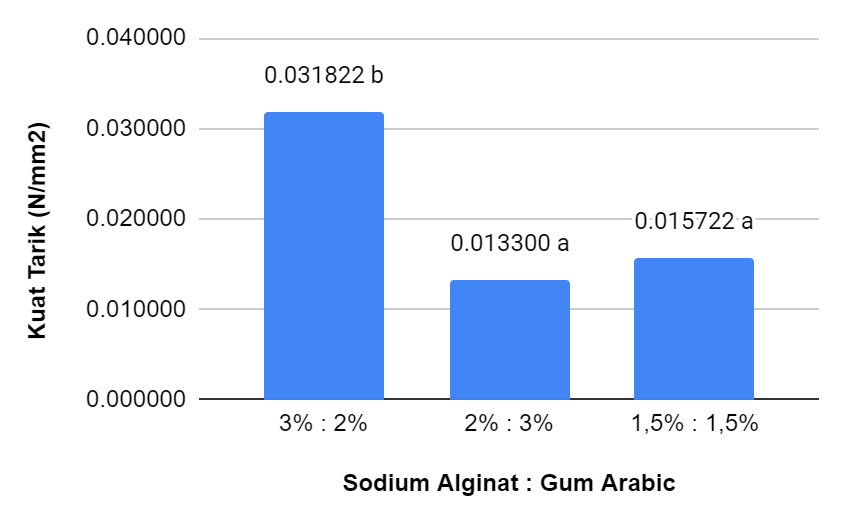 0.040000
0.031822 b
0.030000
Kuat Tarik (N/mm2)
0.020000
0.015722 a
0.013300 a
0.010000
0.000000
3% : 2%
2% : 3%
1,5% : 1,5%
Sodium Alginat : Gum Arabic